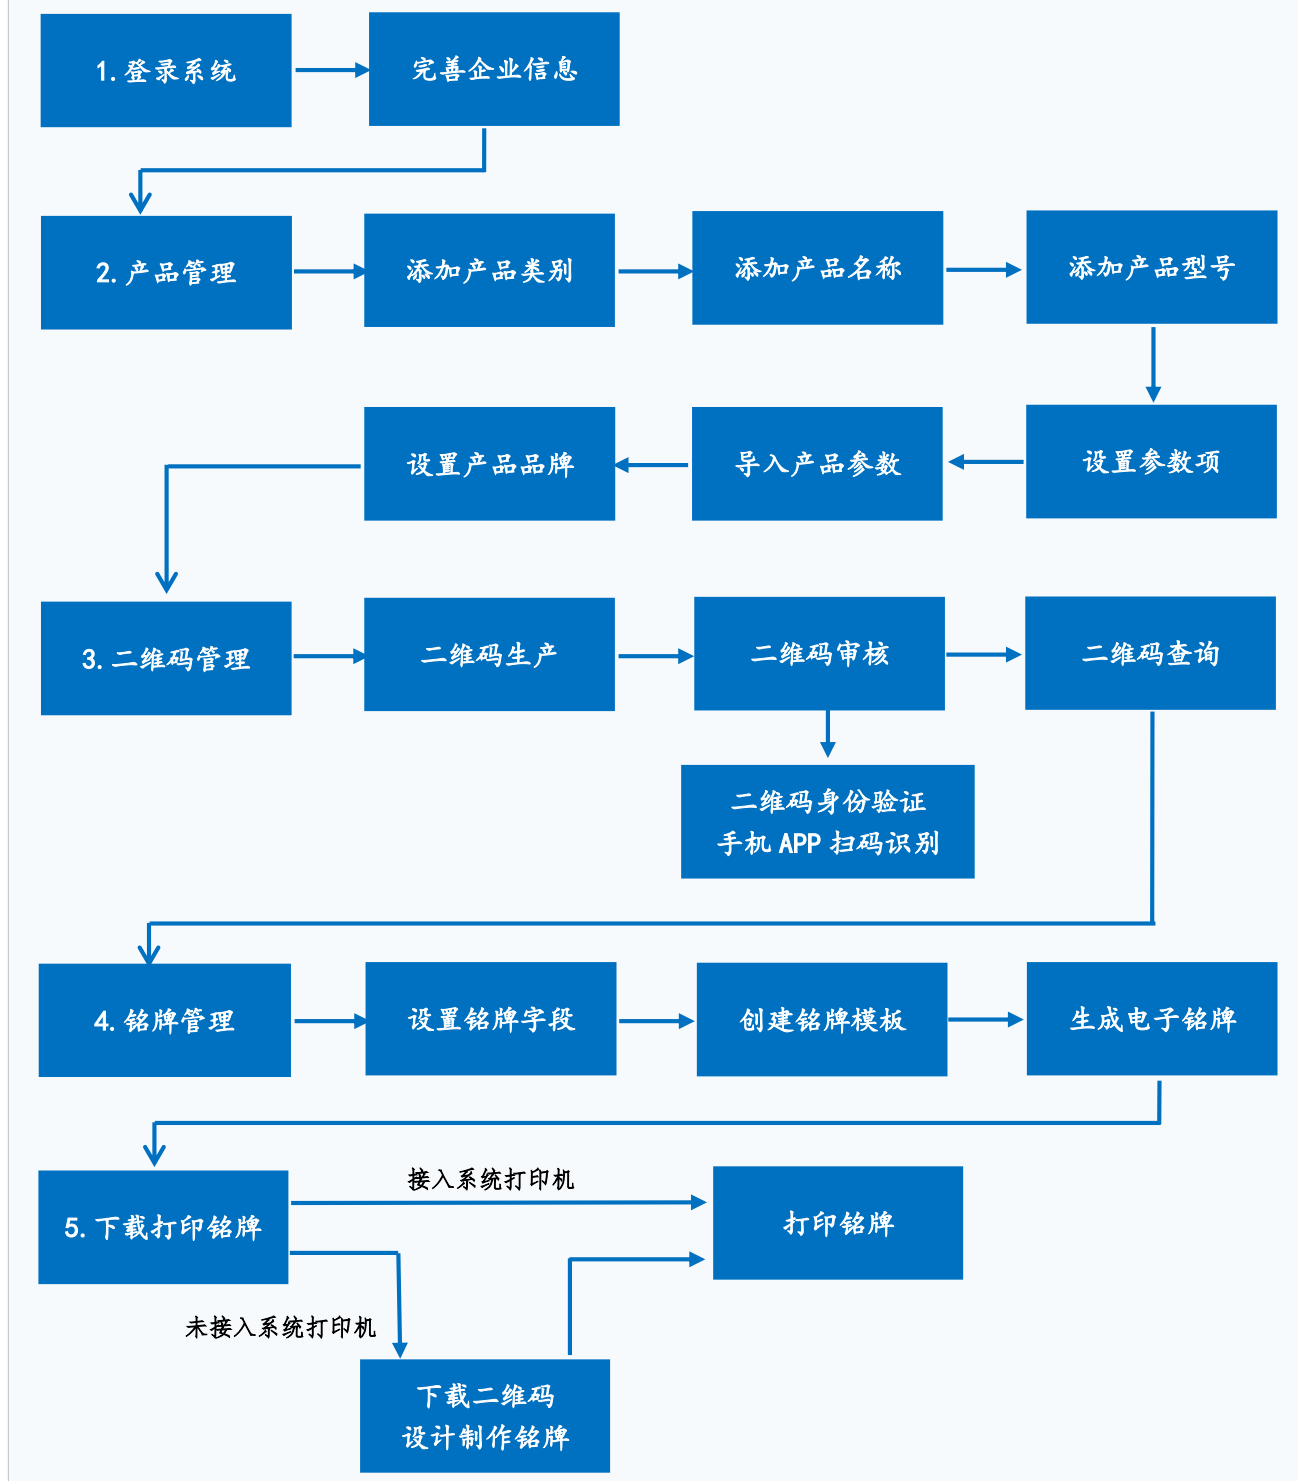 1.登录系统
完善企业信息
2.产品管理
添加产品类别
添加产品名称
添加产品型号
设置产品品牌
导入产品参数
设置参数项
3.二维码管理
二维码生产
二维码审核
二维码查询
二维码身份验证
手机 APP 扫码识别
4.铭牌管理
设置铭牌字段
创建铭牌模板
生成电子铭牌
接入系统打印机
5.下载打印铭牌
打印铭牌
未接入系统打印机
下载二维码
设计制作铭牌